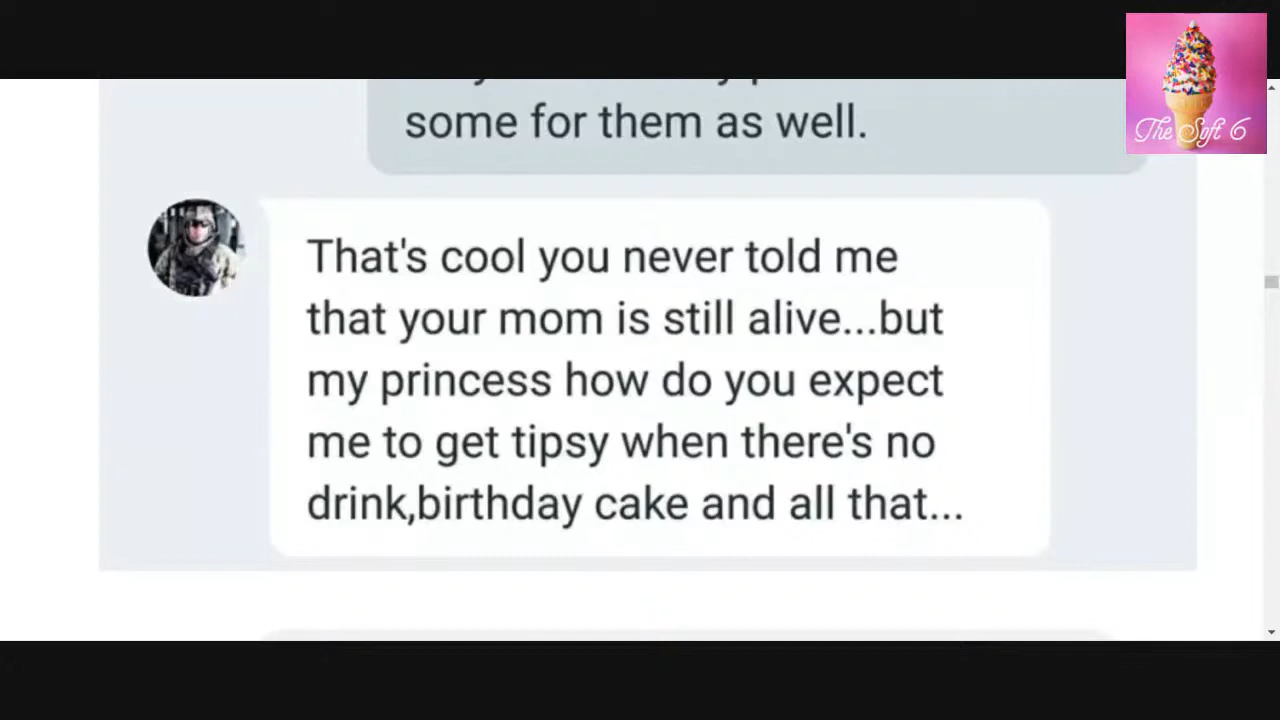 some for them as well.
The Soft 6
That's cool you never told me
that your mom is still alive...but
my princess how do you expect
me to get tipsy when there's no
drink,birthday cake and all that...